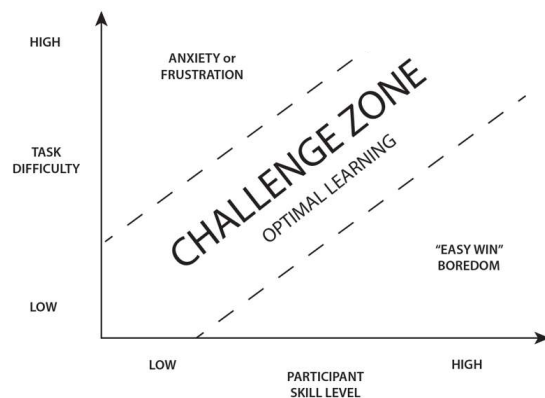 HIGH
ANXIETY or
FRUSTRATION
CHALLENGE ZONE
OPTIMAL LEARNING
TASK
DIFFICULTY
“EASY WIN”
BOREDOM
LOW
LOW
HIGH
PARTICIPANT
SKILL LEVEL